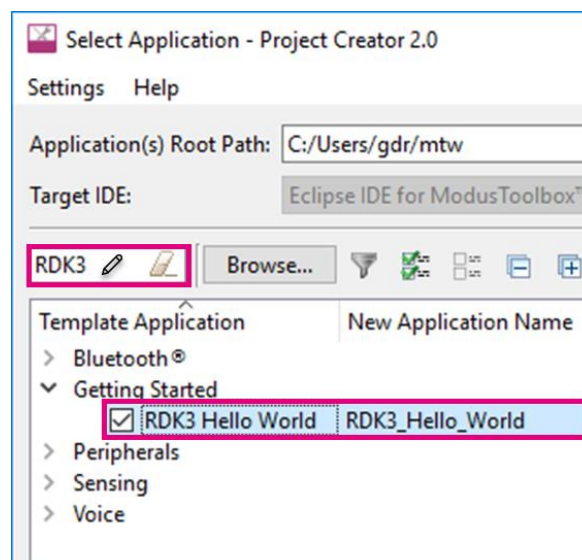 Select Application - Project Creator 2.0
Settings Help
Application(s) Root Path: C:/Users/gdr/mtw
Target IDE: Eclipse IDE for ModusToolbox™
RDK3 Browse...
Template Application New Application Name
Bluetooth®
Getting Started
RDK3 Hello World RDK3_Hello_World
Peripherals
Sensing
Voice